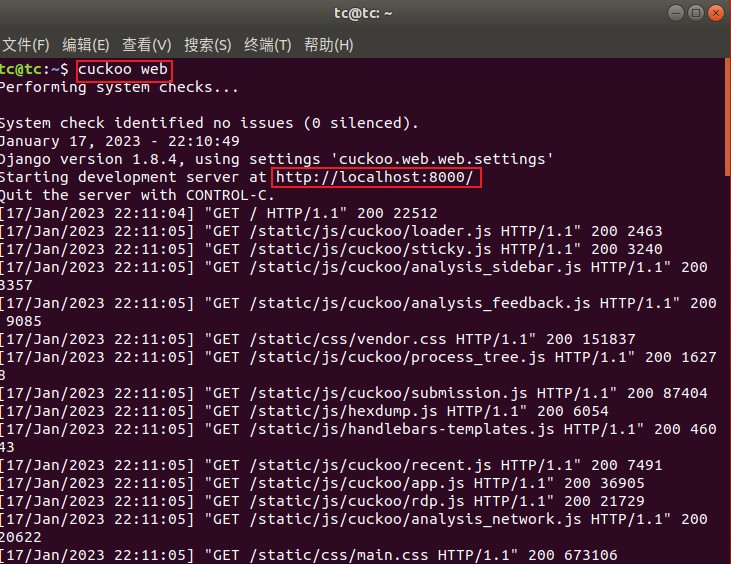 tc@tc: ~
文件(F) 编辑(E) 查看(V) 搜索(S) 终端(T) 帮助(H)
tc@tc:~$ cuckoo web
Performing system checks...
System check identified no issues (0 silenced).
January 17, 2023 - 22:10:49
Django version 1.8.4, using settings 'cuckoo.web.web.settings'
Starting development server at http://localhost:8000/
Quit the server with CONTROL-C.
[17/Jan/2023 22:11:04] "GET / HTTP/1.1" 200 22512
[17/Jan/2023 22:11:05] "GET /static/js/cuckoo/loader.js HTTP/1.1" 200 2463
[17/Jan/2023 22:11:05] "GET /static/js/cuckoo/sticky.js HTTP/1.1" 200 3240
[17/Jan/2023 22:11:05] "GET /static/js/cuckoo/analysis_sidebar.js HTTP/1.1" 200
3357
[17/Jan/2023 22:11:05] "GET /static/js/cuckoo/analysis_feedback.js HTTP/1.1" 200
9085
[17/Jan/2023 22:11:05] "GET /static/css/vendor.css HTTP/1.1" 200 151837
[17/Jan/2023 22:11:05] "GET /static/js/cuckoo/process_tree.js HTTP/1.1" 200 1627
8
[17/Jan/2023 22:11:05] "GET /static/js/cuckoo/submission.js HTTP/1.1" 200 87404
[17/Jan/2023 22:11:05] "GET /static/js/hexdump.js HTTP/1.1" 200 6054
[17/Jan/2023 22:11:05] "GET /static/js/handlebars-templates.js HTTP/1.1" 200 460
43
[17/Jan/2023 22:11:05] "GET /static/js/cuckoo/recent.js HTTP/1.1" 200 7491
[17/Jan/2023 22:11:05] "GET /static/js/cuckoo/app.js HTTP/1.1" 200 36905
[17/Jan/2023 22:11:05] "GET /static/js/cuckoo/rdp.js HTTP/1.1" 200 21729
[17/Jan/2023 22:11:05] "GET /static/js/cuckoo/analysis_network.js HTTP/1.1" 200
20622
[17/Jan/2023 22:11:05] "GET /static/css/main.css HTTP/1.1" 200 673106